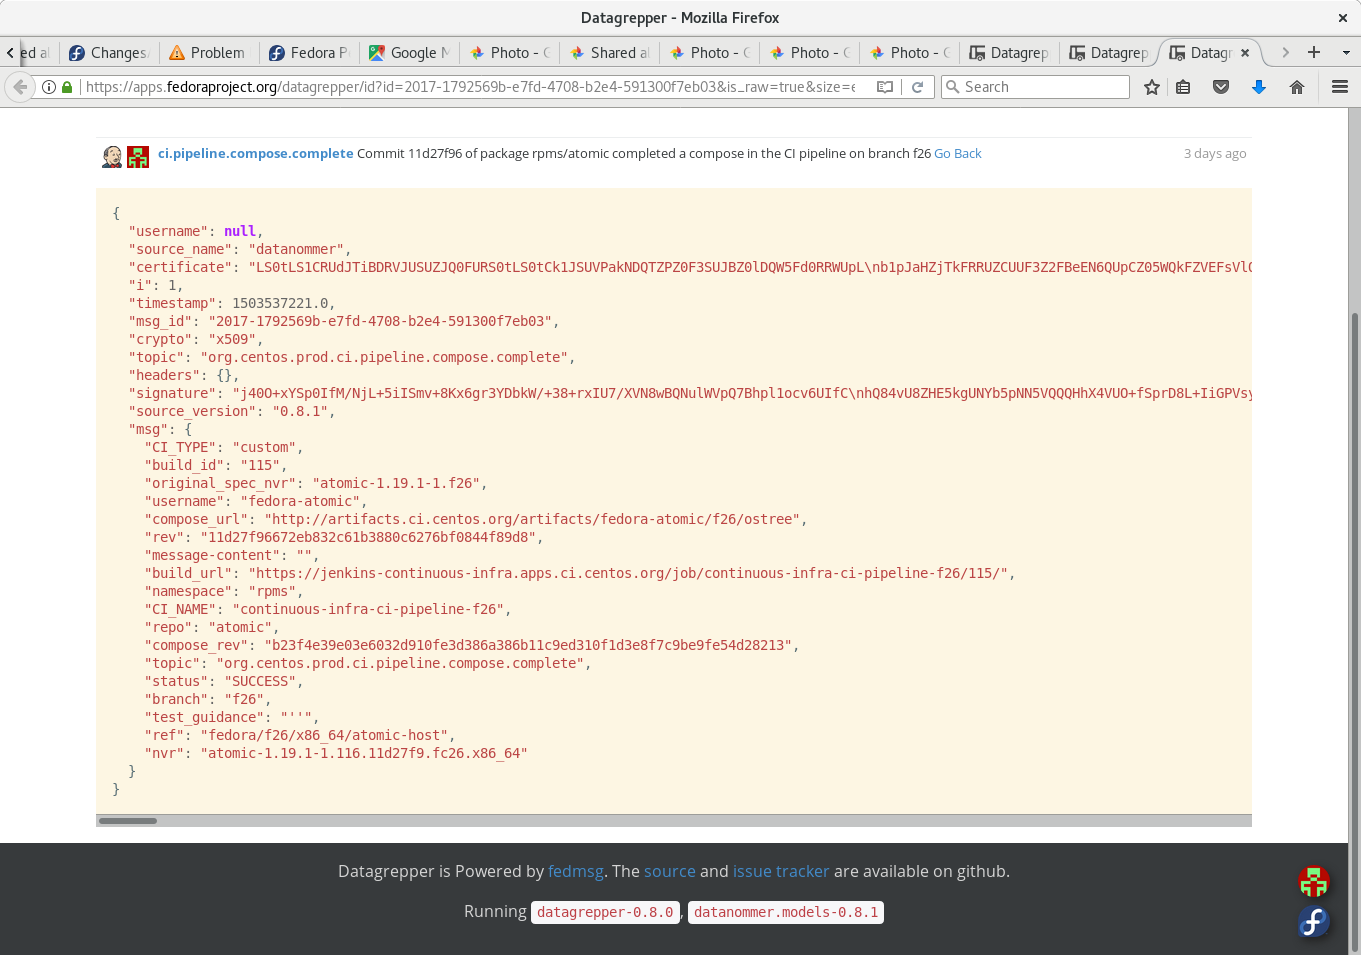 Datagrepper - Mozilla Firefox
ed al
Changes
Problem
Fedora P
Google M
Photo - G
Shared al
Photo - G
Photo - G
Photo - G
Datagrep
Datagrep
Datagr
https://apps.fedoraproject.org/datagrepper/id?id=2017-1792569b-e7fd-4708-b2e4-591300f7eb03&is_raw=true&size=e
Search
ci.pipeline.compose.complete Commit 11d27f96 of package rpms/atomic completed a compose in the CI pipeline on branch f26 Go Back
3 days ago
{
"username": null,
"source_name": "datanommer",
"certificate": "LS0tLS1CRUdJTiBDRVJUSUZJQ0FURS0tLS0tCk1JSUVPakNDQTZPZ0F3SUJBZ0lDQW5Fd0RRWUpL\nb1pJaHZjTkFRRUZCUUF3Z2FBeEN6QUpCZ05WQkFZVEFsVlQ
"i": 1,
"timestamp": 1503537221.0,
"msg_id": "2017-1792569b-e7fd-4708-b2e4-591300f7eb03",
"crypto": "x509",
"topic": "org.centos.prod.ci.pipeline.compose.complete",
"headers": {},
"signature": "j40O+xYSp0IfM/NjL+5iISmv+8Kx6gr3YDbkW/+38+rxIU7/XVN8wBQNulWVpQ7Bhpl1ocv6UIfC\nhQ84vU8ZHE5kgUNYb5pNN5VQQQHhX4VUO+fSprD8L+IiGPVsy
"source_version": "0.8.1",
"msg": {
"CI_TYPE": "custom",
"build_id": "115",
"original_spec_nvr": "atomic-1.19.1-1.f26",
"username": "fedora-atomic",
"compose_url": "http://artifacts.ci.centos.org/artifacts/fedora-atomic/f26/ostree",
"rev": "11d27f96672eb832c61b3880c6276bf0844f89d8",
"message-content": "",
"build_url": "https://jenkins-continuous-infra.apps.ci.centos.org/job/continuous-infra-ci-pipeline-f26/115/",
"namespace": "rpms",
"CI_NAME": "continuous-infra-ci-pipeline-f26",
"repo": "atomic",
"compose_rev": "b23f4e39e03e6032d910fe3d386a386b11c9ed310f1d3e8f7c9be9fe54d28213",
"topic": "org.centos.prod.ci.pipeline.compose.complete",
"status": "SUCCESS",
"branch": "f26",
"test_guidance": "''",
"ref": "fedora/f26/x86_64/atomic-host",
"nvr": "atomic-1.19.1-1.116.11d27f9.fc26.x86_64"
}
}
Datagrepper is Powered by fedmsg. The source and issue tracker are available on github.
Running datagrepper-0.8.0, datanommer.models-0.8.1